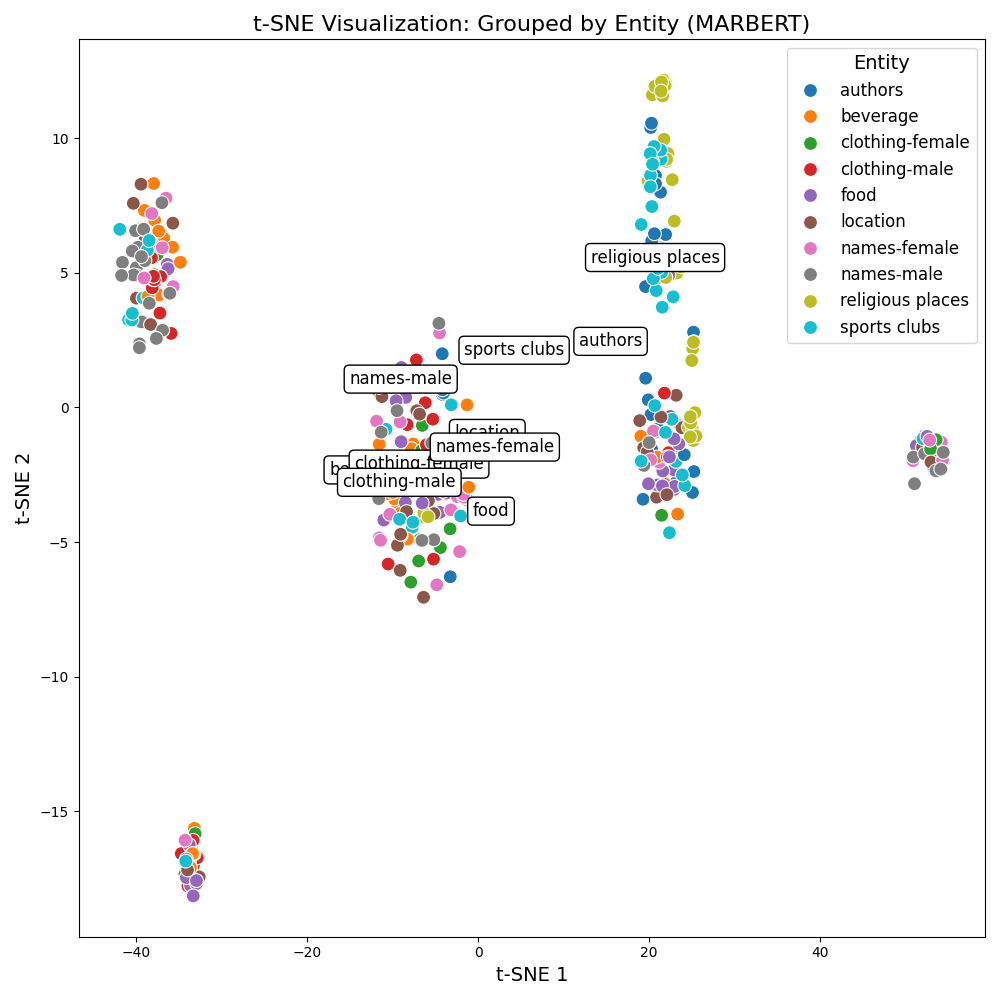 t-SNE Visualization: Grouped by Entity (MARBERT)
Entity
authors
beverage
clothing-female
clothing-male
food
location
names-female
names-male
religious places
sports clubs
religious places
authors
sports clubs
names-male
location
names-female
clothing-female
clothing-male
food
10
5
0
−5
−10
−15
t-SNE 2
−40
−20
0
20
40
t-SNE 1